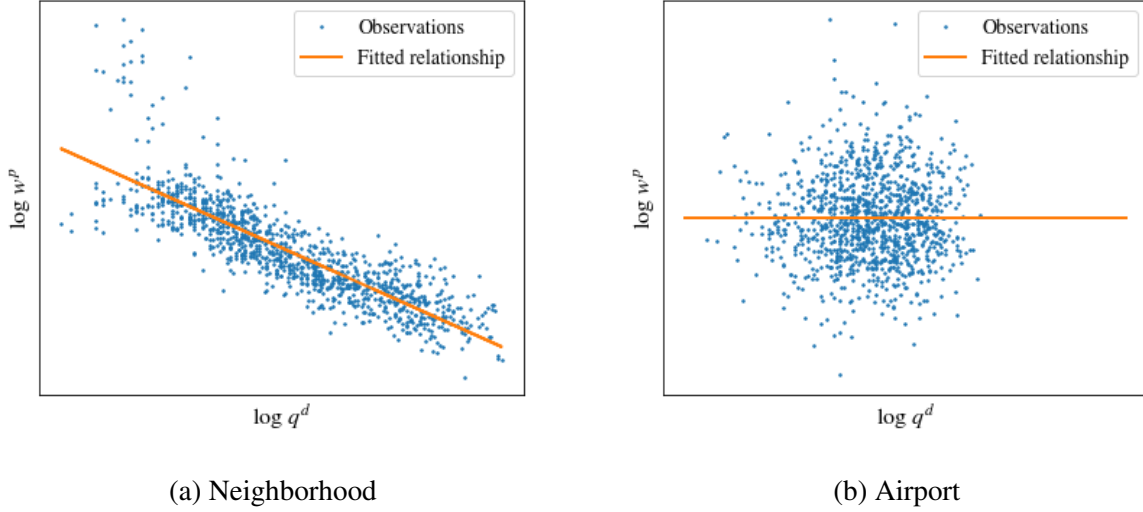 Observations
Fitted relationship
log w^p
log q^d
(a) Neighborhood
Observations
Fitted relationship
log w^p
log q^d
(b) Airport